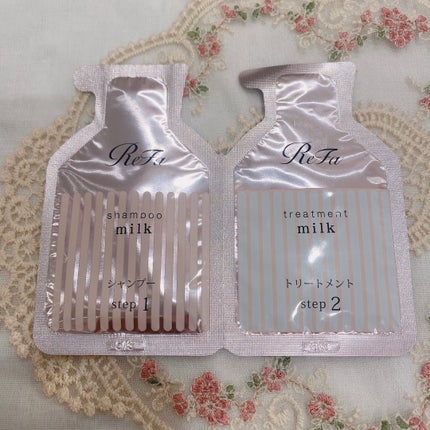 ReFa
shampoo
milk
シャンプー
step 1
ReFa
treatment
milk
トリートメント
step 2